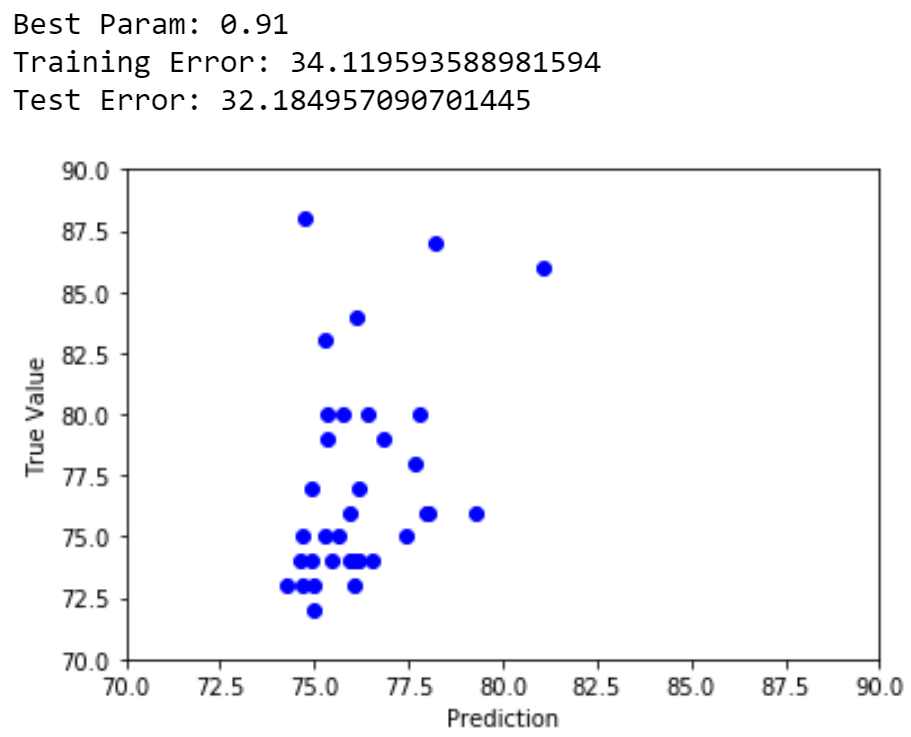 Best Param: 0.91
Training Error: 34.119593588981594
Test Error: 32.184957090701445
90.0
87.5
85.0
82.5
80.0
77.5
75.0
72.5
70.0
True Value
70.0 72.5 75.0 77.5 80.0 82.5 85.0 87.5 90.0
Prediction